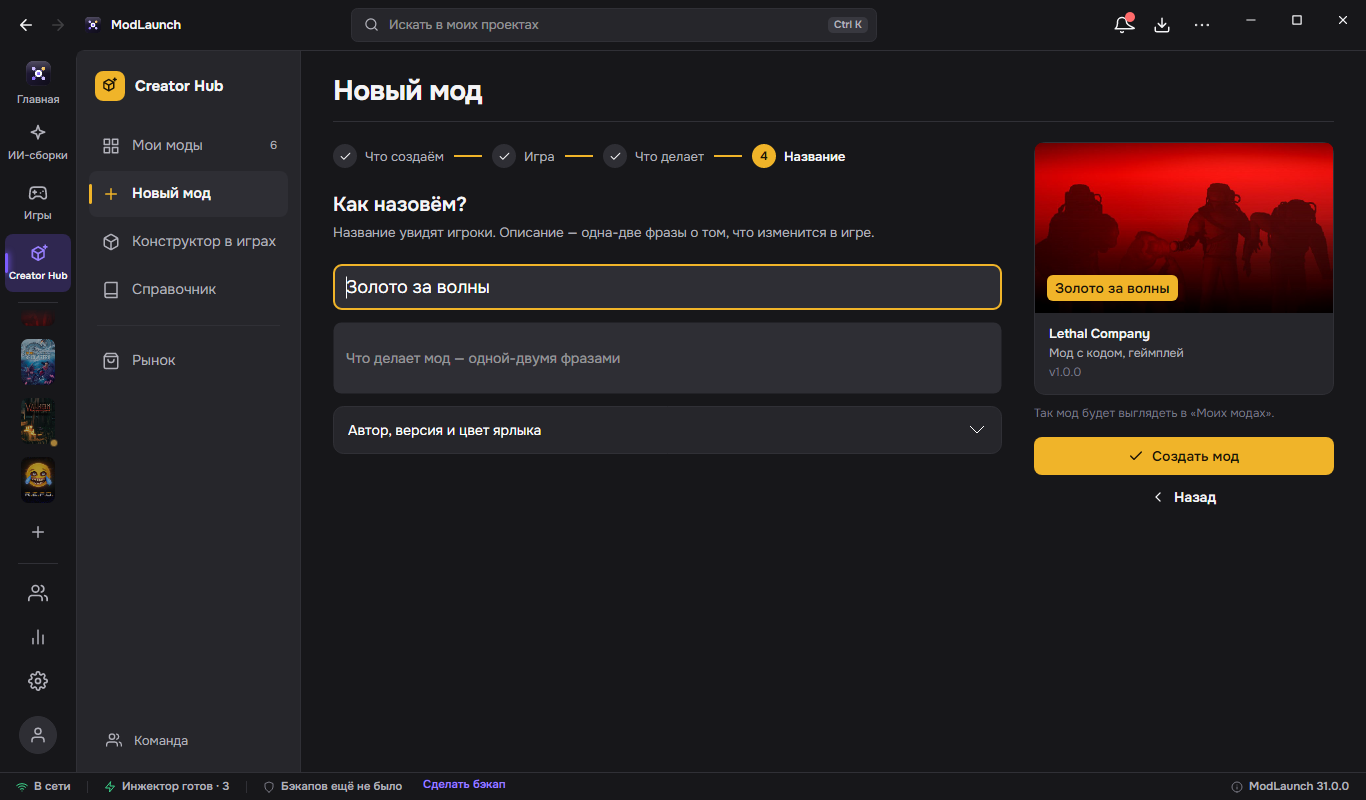 ModLaunch
Искать в моих проектах
Ctrl K
Главная
ИИ-сборки
Игры
Creator Hub
R.E.P.O.
Creator Hub
Мои моды 6
Новый мод
Конструктор в играх
Справочник
Рынок
Команда
Новый мод
Что создаём
Игра
Что делает
4 Название
Как назовём?
Название увидят игроки. Описание — одна-две фразы о том, что изменится в игре.
Золото за волны
Что делает мод — одной-двумя фразами
Автор, версия и цвет ярлыка
Золото за волны
Lethal Company
Мод с кодом, геймплей
v1.0.0
Так мод будет выглядеть в «Моих модах».
Создать мод
Назад
В сети
Инжектор готов · 3
Бэкапов ещё не было
Сделать бэкап
ModLaunch 31.0.0